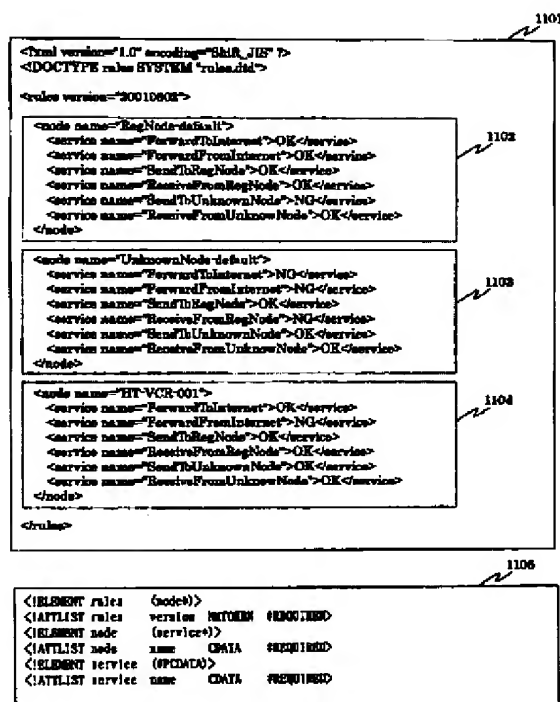 1101
<?xml version="1.0" encoding="Shift_JIS" ?>
<!DOCTYPE rules SYSTEM "rules.dtd">
<rules version="20010602">
1102
<node name="RegNode-default">
<service name="ForwardToInternet">OK</service>
<service name="ForwardFromInternet">OK</service>
<service name="SendToRegNode">OK</service>
<service name="ReceiveFromRegNode">OK</service>
<service name="SendToUnknowNode">NG</service>
<service name="ReceiveFromUnknowNode">OK</service>
</node>
1103
<node name="UnknownNode-default">
<service name="ForwardToInternet">NG</service>
<service name="ForwardFromInternet">NG</service>
<service name="SendToRegNode">OK</service>
<service name="ReceiveFromRegNode">NG</service>
<service name="SendToUnknownNode">OK</service>
<service name="ReceiveFromUnknowNode">OK</service>
</node>
1104
<node name="HT-VCR-001">
<service name="ForwardToInternet">OK</service>
<service name="ForwardFromInternet">NG</service>
<service name="SendToRegNode">OK</service>
<service name="ReceiveFromRegNode">OK</service>
<service name="SendToUnknownNode">OK</service>
<service name="ReceiveFromUnknowNode">OK</service>
</node>
</rules>
1105
<!ELEMENT rules (node*)>
<!ATTLIST rules version NMTOKEN #REQUIRED>
<!ELEMENT node (service*)>
<!ATTLIST node name CDATA #REQUIRED>
<!ELEMENT service (#PCDATA)>
<!ATTLIST service name CDATA #REQUIRED>